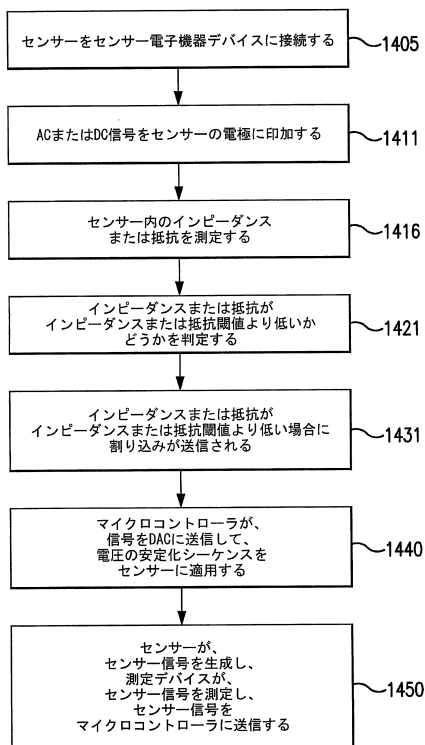 センサーをセンサー電子機器デバイスに接続する
1405
ACまたはDC信号をセンサーの電極に印加する
1411
センサー内のインピーダンス
または抵抗を測定する
1416
インピーダンスまたは抵抗が
インピーダンスまたは抵抗閾値より低いか
どうかを判定する
1421
インピーダンスまたは抵抗が
インピーダンスまたは抵抗閾値より低い場合に
割り込みが送信される
1431
マイクロコントローラが、
信号をDACに送信して、
電圧の安定化シーケンスを
センサーに適用する
1440
センサーが、
センサー信号を生成し、
測定デバイスが、
センサー信号を測定し、
センサー信号を
マイクロコントローラに送信する
1450